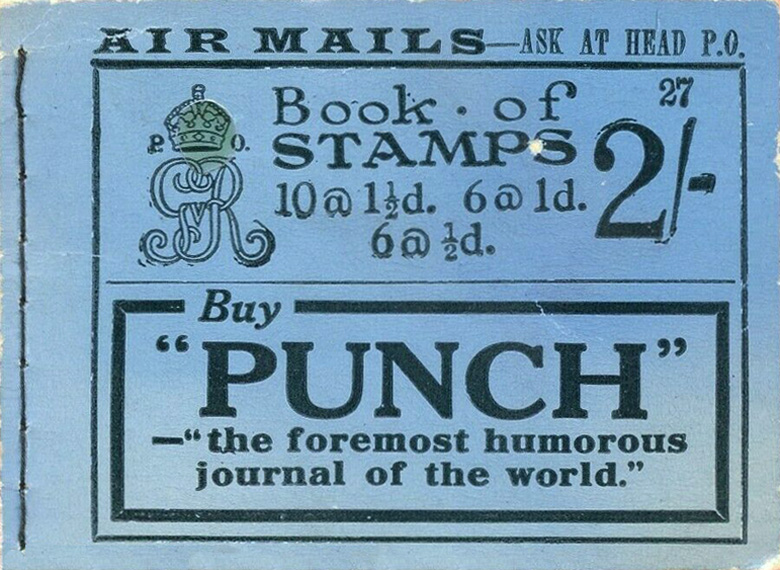 AIR MAILS—ASK AT HEAD P.O.
27
P. O.
GVR
Book · of
STAMPS
2/-
10@1½d. 6@1d.
6@½d.
Buy
"PUNCH"
—"the foremost humorous
journal of the world."